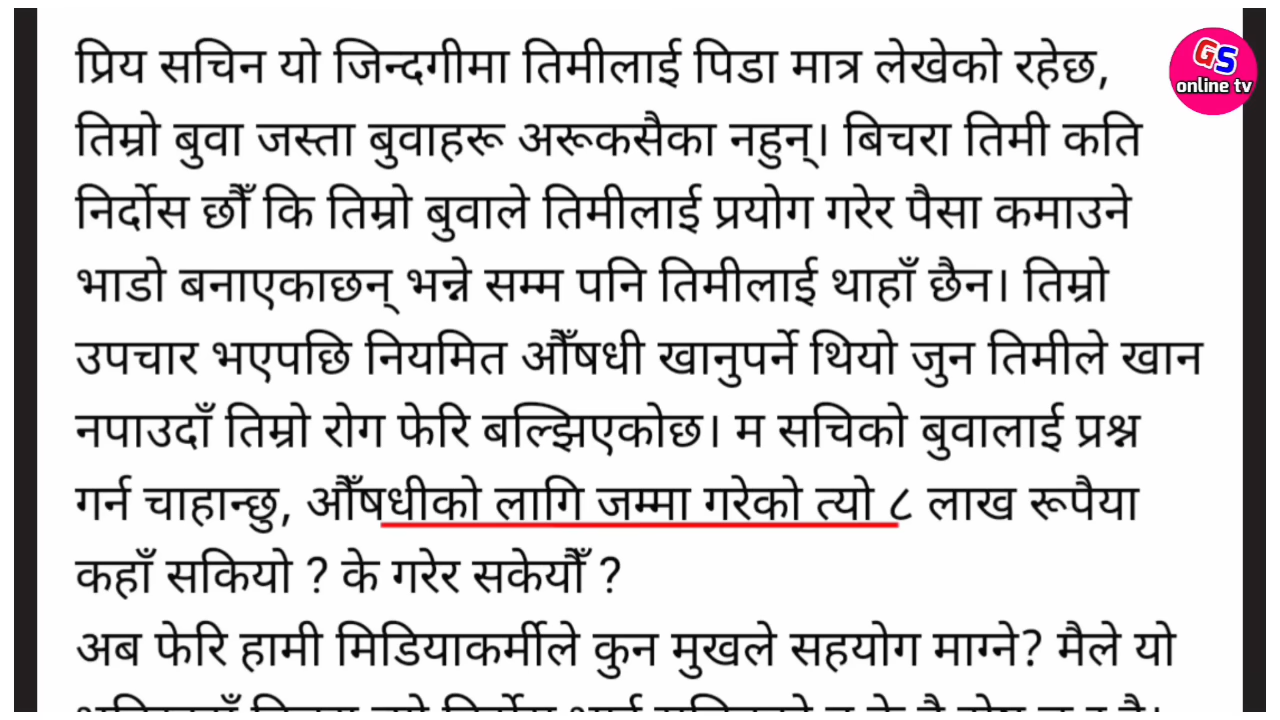 प्रिय सचिन यो जिन्दगीमा तिमीलाई पिडा मात्र लेखेको रहेछ,
तिम्रो बुवा जस्ता बुवाहरू अरूकसैका नहुन्। बिचरा तिमी कति
निर्दोस छौँ कि तिम्रो बुवाले तिमीलाई प्रयोग गरेर पैसा कमाउने
भाडो बनाएकाछन् भन्ने सम्म पनि तिमीलाई थाहाँ छैन। तिम्रो
उपचार भएपछि नियमित औँषधी खानुपर्ने थियो जुन तिमीले खान
नपाउदाँ तिम्रो रोग फेरि बल्झिएकोछ। म सचिको बुवालाई प्रश्न
गर्न चाहान्छु, औँषधीको लागि जम्मा गरेको त्यो ८ लाख रूपैया
कहाँ सकियो ? के गरेर सकेयौँ ?
अब फेरि हामी मिडियाकर्मीले कुन मुखले सहयोग माग्ने? मैले यो
GS
online tv